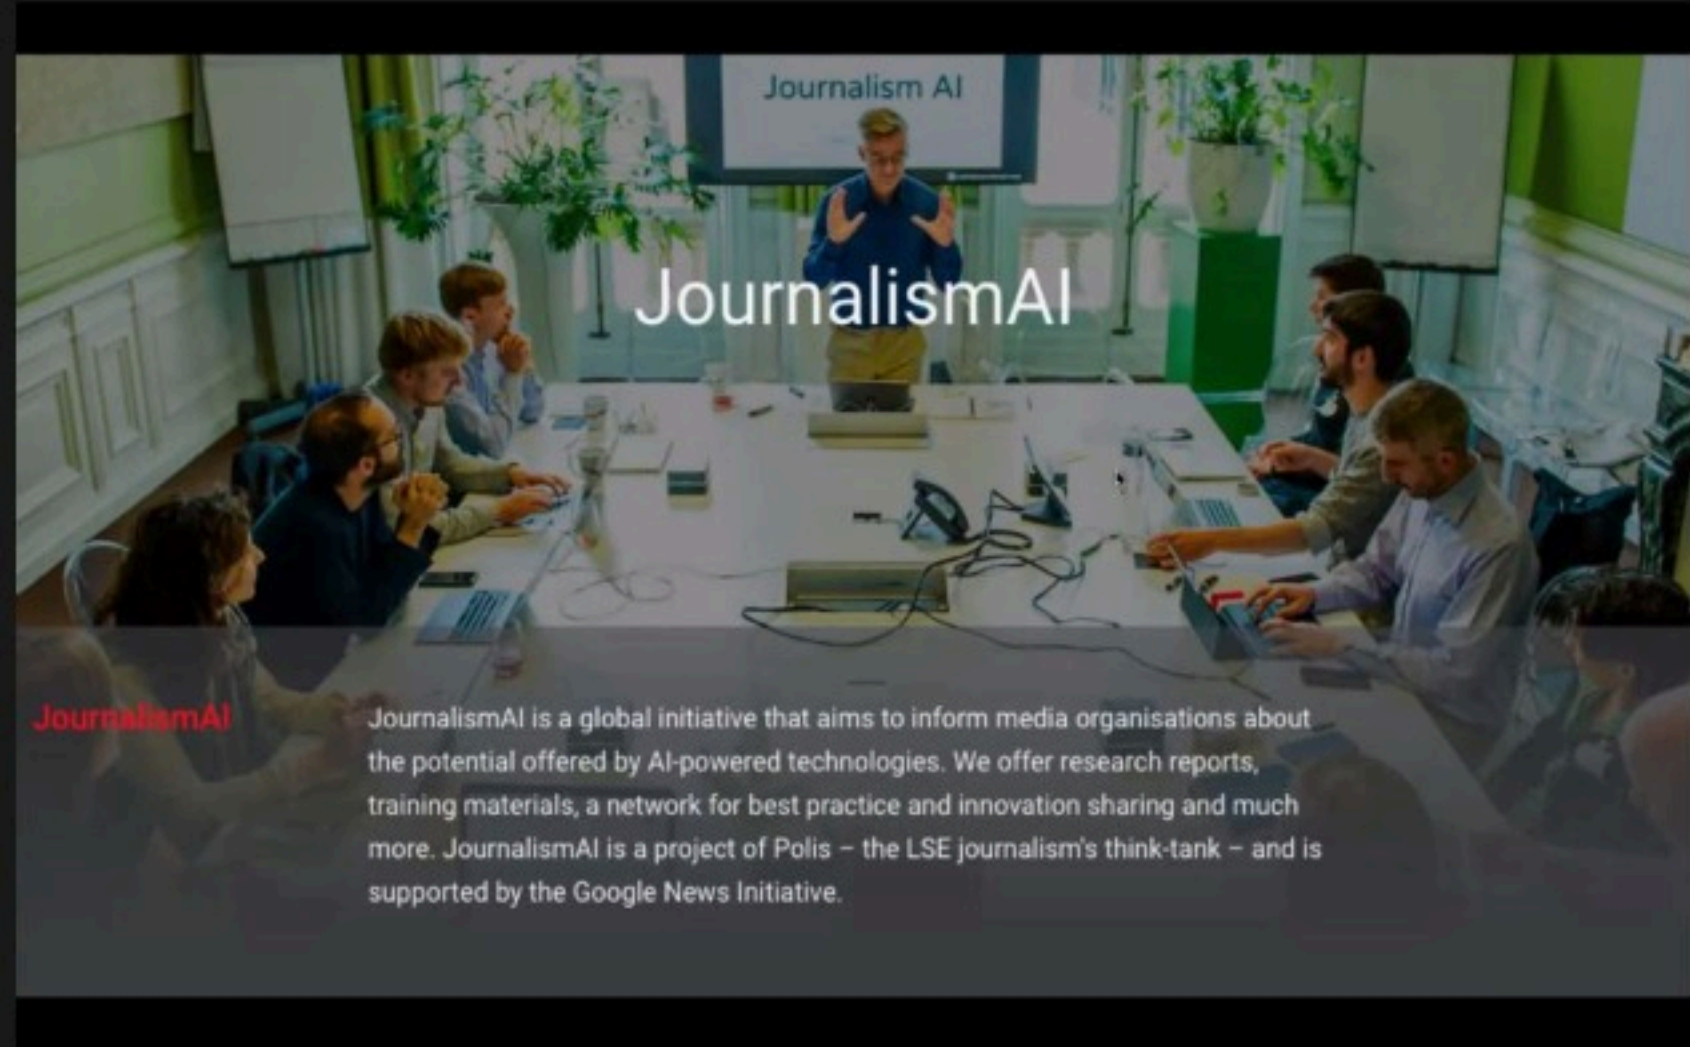 Journalism AI
JournalismAI
JournalismAI
JournalismAI is a global initiative that aims to inform media organisations about
the potential offered by AI-powered technologies. We offer research reports,
training materials, a network for best practice and innovation sharing and much
more. JournalismAI is a project of Polis – the LSE journalism's think-tank – and is
supported by the Google News Initiative.